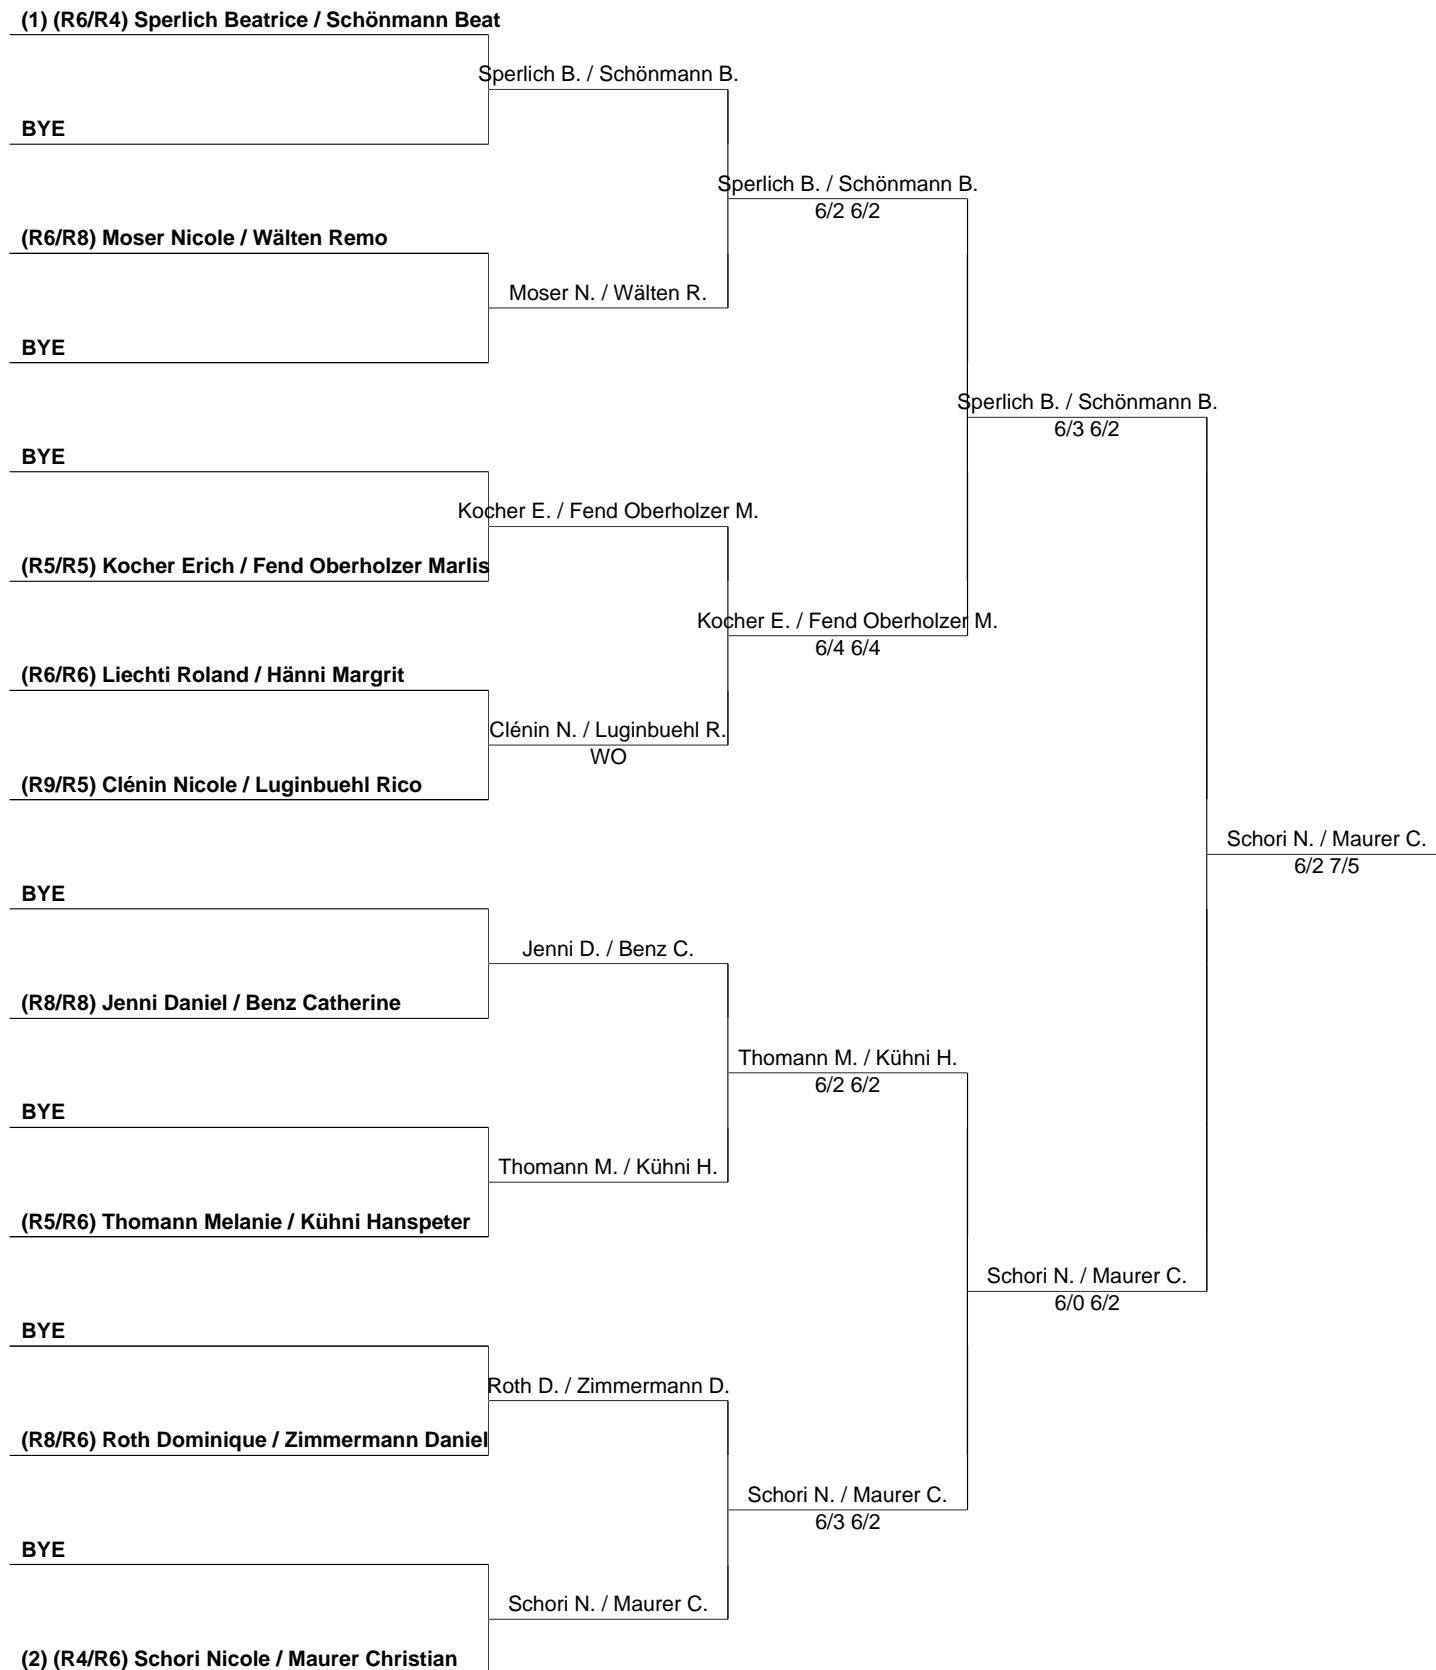 (1) (R6/R4) Sperlich Beatrice / Schönmann Beat
Sperlich B. / Schönmann B.
BYE
Sperlich B. / Schönmann B.
6/2 6/2
(R6/R8) Moser Nicole / Wälten Remo
Moser N. / Wälten R.
BYE
Sperlich B. / Schönmann B.
6/3 6/2
BYE
Kocher E. / Fend Oberholzer M.
(R5/R5) Kocher Erich / Fend Oberholzer Marlis
Kocher E. / Fend Oberholzer M.
6/4 6/4
(R6/R6) Liechti Roland / Hänni Margrit
Clénin N. / Luginbuehl R.
WO
(R9/R5) Clénin Nicole / Luginbuehl Rico
Schori N. / Maurer C.
6/2 7/5
BYE
Jenni D. / Benz C.
(R8/R8) Jenni Daniel / Benz Catherine
Thomann M. / Kühni H.
6/2 6/2
BYE
Thomann M. / Kühni H.
(R5/R6) Thomann Melanie / Kühni Hanspeter
Schori N. / Maurer C.
6/0 6/2
BYE
Roth D. / Zimmermann D.
(R8/R6) Roth Dominique / Zimmermann Daniel
Schori N. / Maurer C.
6/3 6/2
BYE
Schori N. / Maurer C.
(2) (R4/R6) Schori Nicole / Maurer Christian